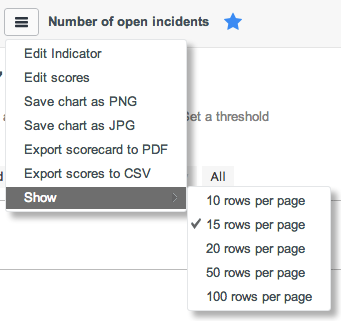 Number of open incidents
Edit Indicator
Edit scores
Save chart as PNG
Save chart as JPG
et a threshold
Export scorecard to PDF
Export scores to CSV
All
Show
10 rows per page
15 rows per page
20 rows per page
50 rows per page
100 rows per page